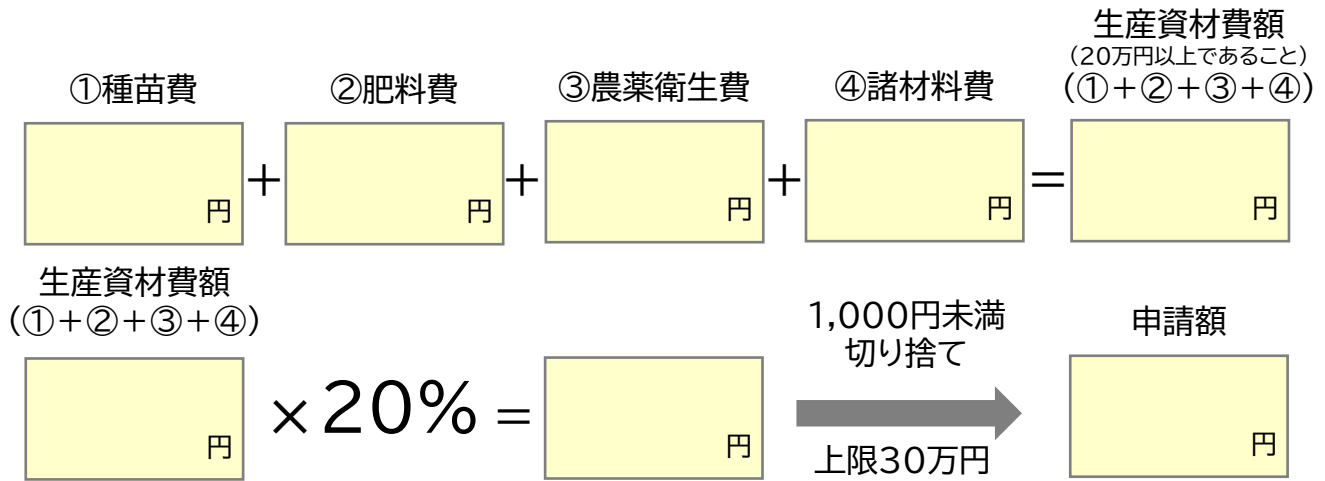 生産資材費額
（20万円以上であること）
①種苗費 ②肥料費 ③農薬衛生費 ④諸材料費 （①＋②＋③＋④）
円＋円＋円＋円＝円
生産資材費額
（①＋②＋③＋④）
1,000円未満
切り捨て
申請額
円×20％＝円 円
上限30万円